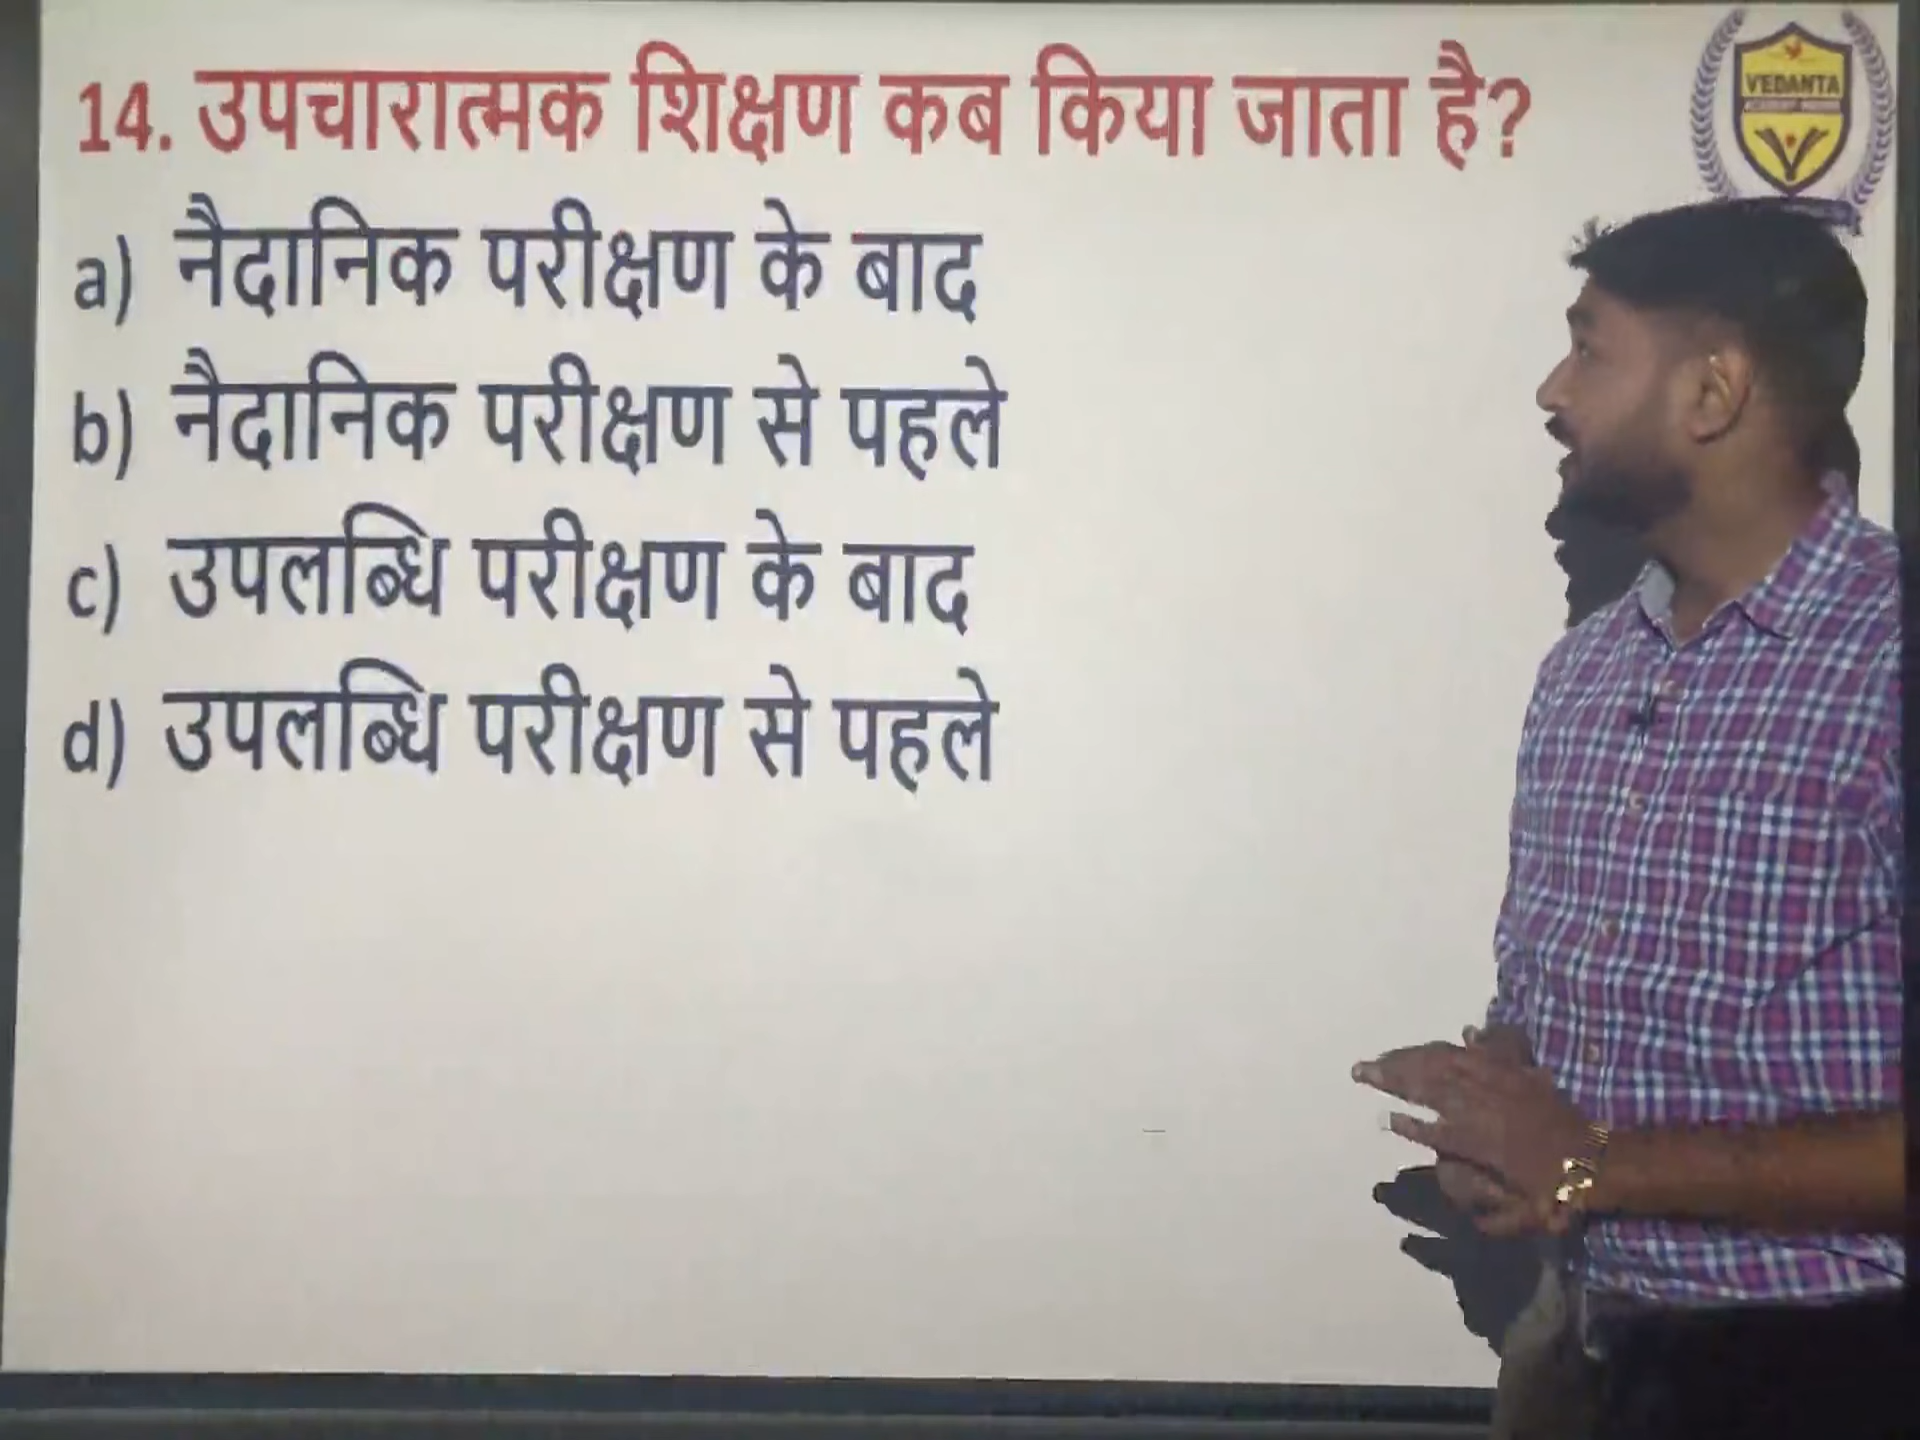 14. उपचारात्मक शिक्षण कब किया जाता है?
a) नैदानिक परीक्षण के बाद
b) नैदानिक परीक्षण से पहले
c) उपलब्धि परीक्षण के बाद
d) उपलब्धि परीक्षण से पहले
VEDANTA